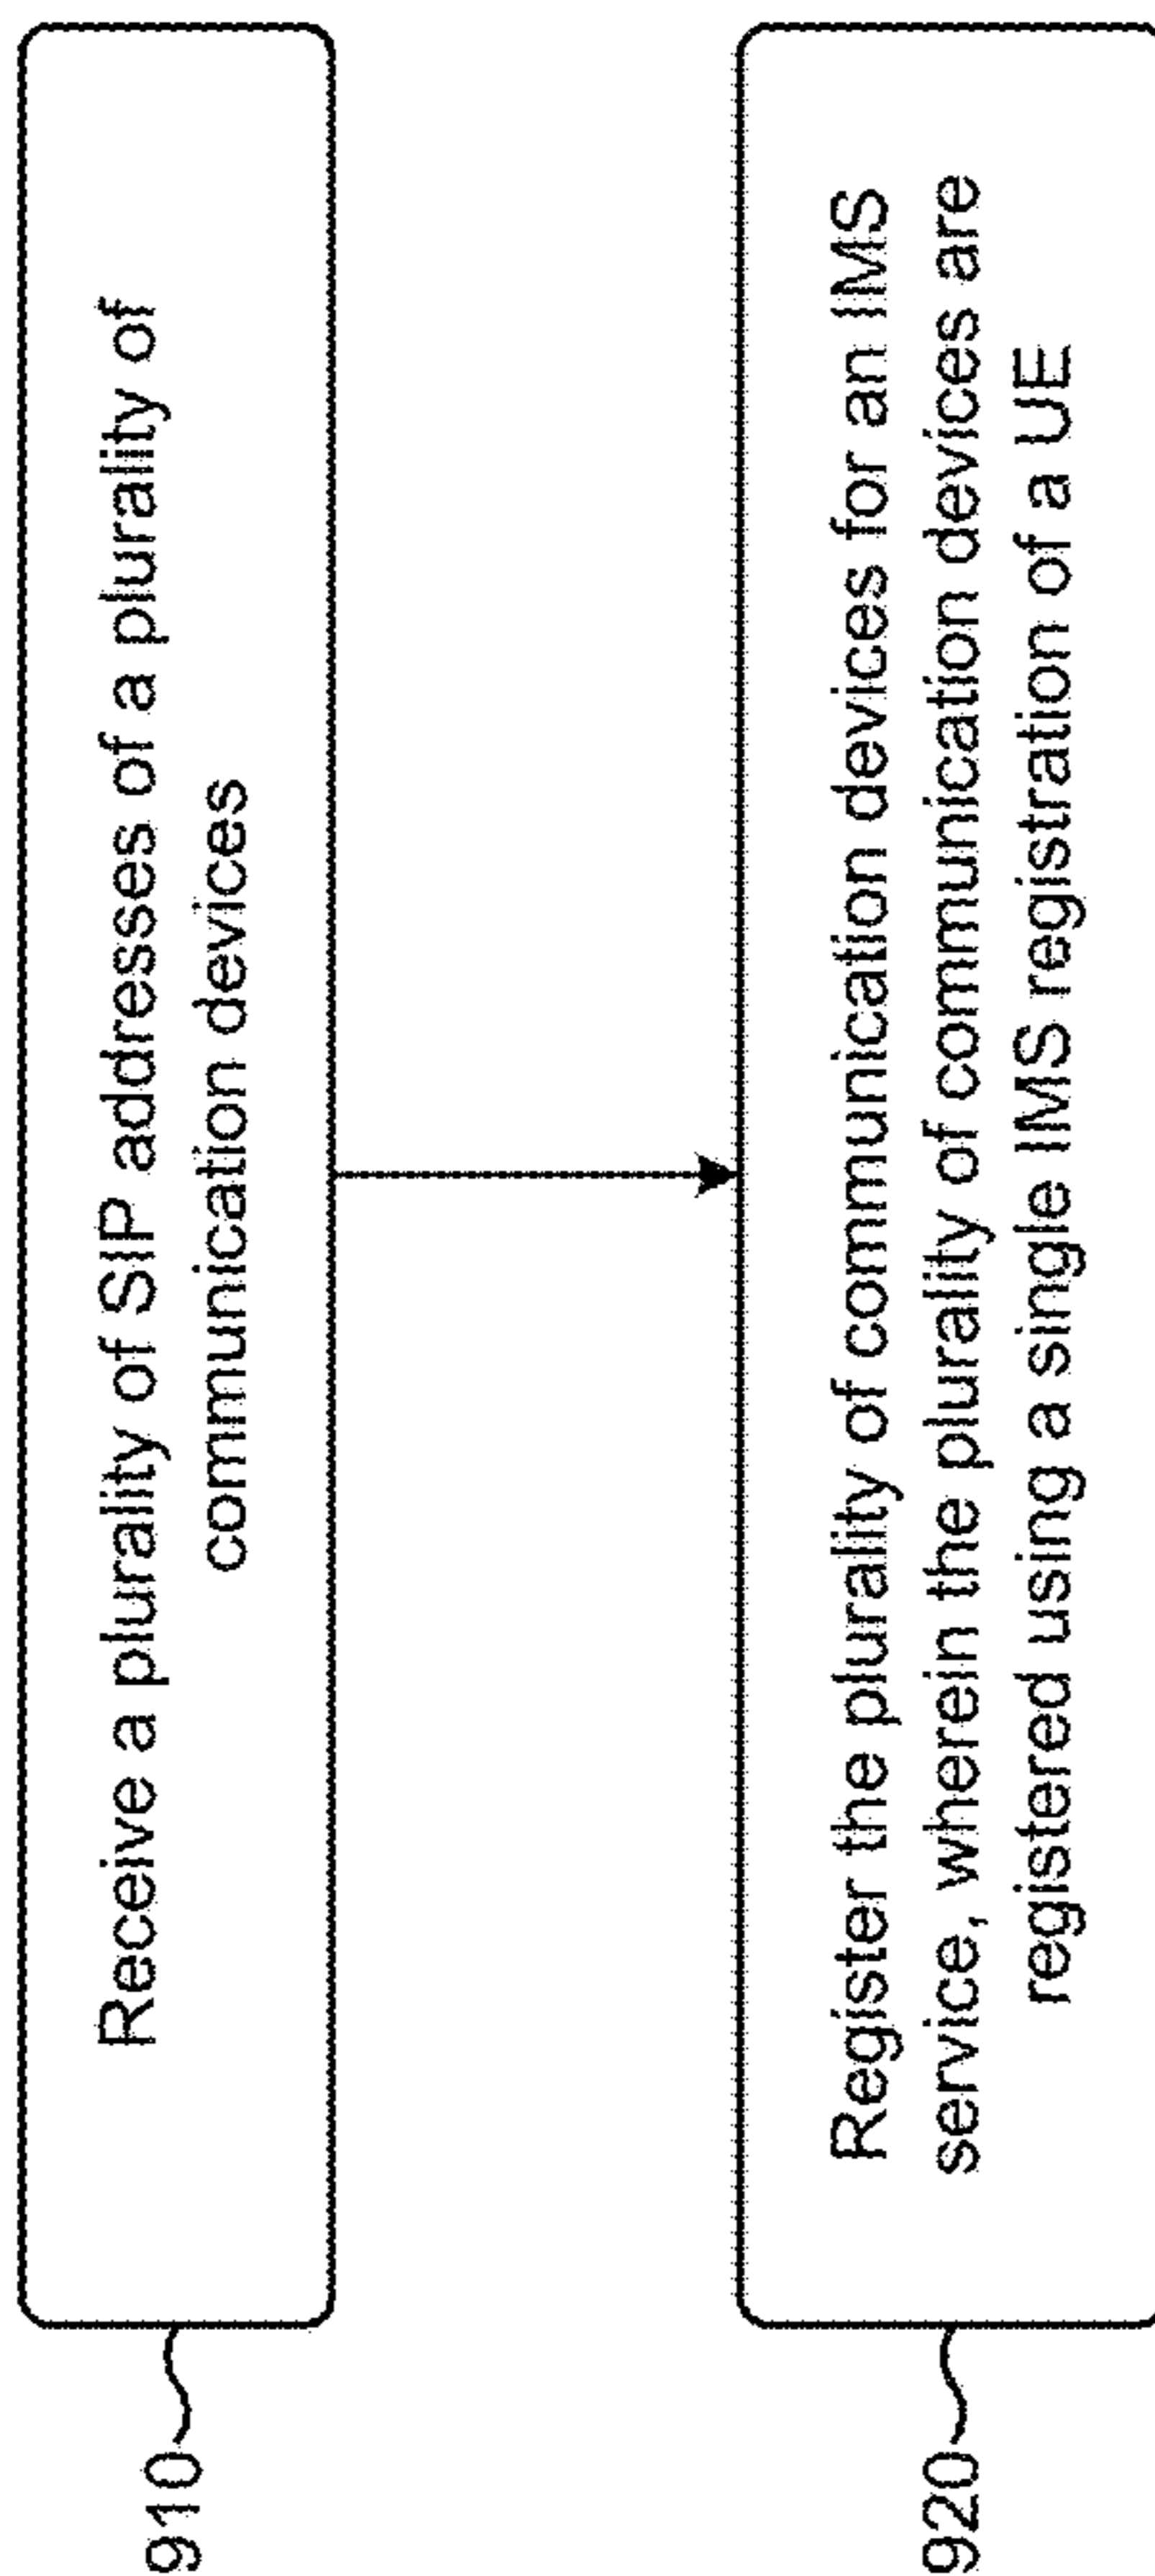 910
Receive a plurality of SIP addresses of a plurality of
communication devices
920
Register the plurality of communication devices for an IMS
service, wherein the plurality of communication devices are
registered using a single IMS registration of a UE